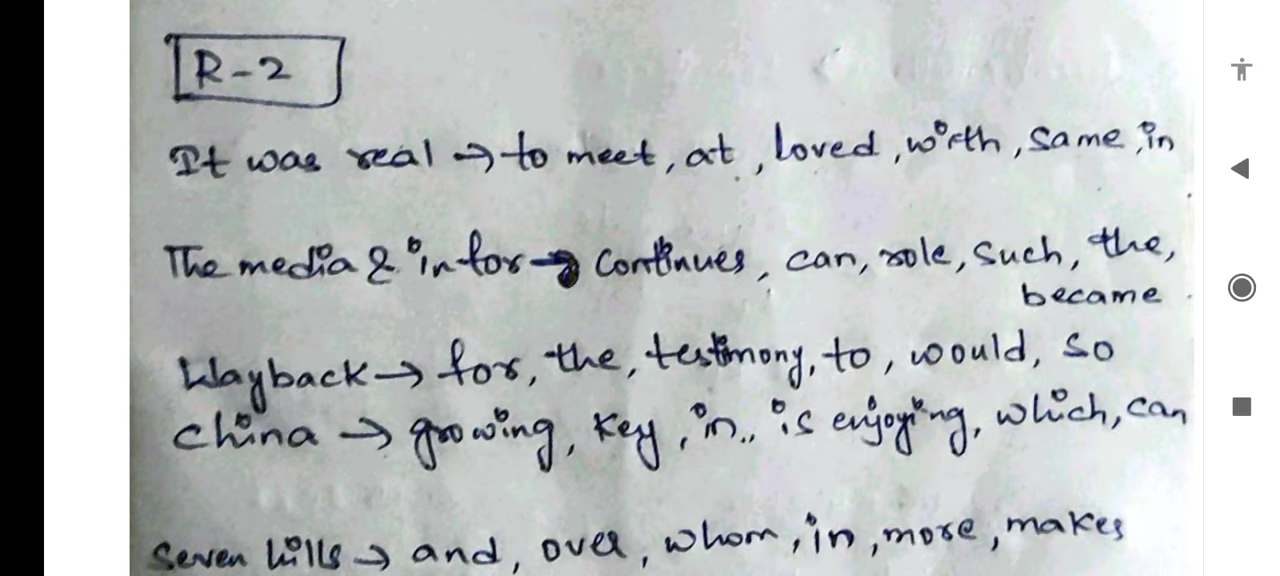 R-2
It was real → to meet, at, loved, worth, same, in
The media & infor → continues, can, role, such, the,
became
Wayback → for, the, testimony, to, would, so
china → growing, key, in, is enjoying, which, can
Seven hills → and, over, whom, in, more, makes